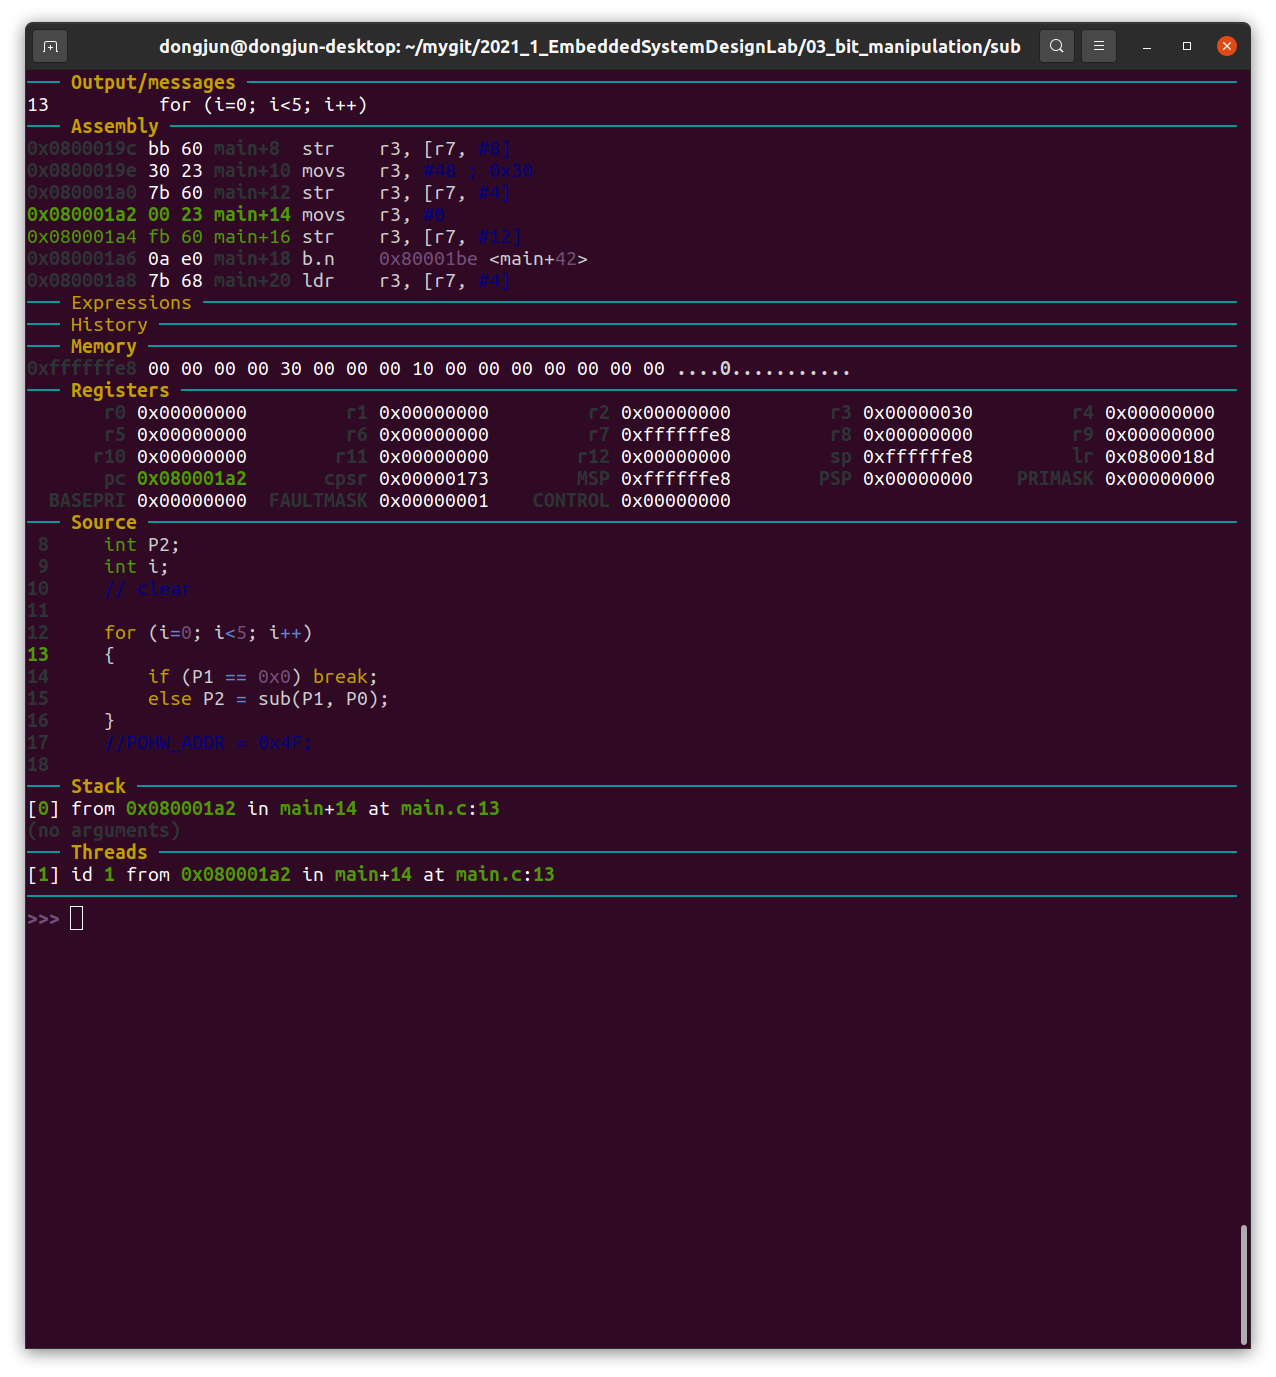 dongjun@dongjun-desktop: ~/mygit/2021_1_EmbeddedSystemDesignLab/03_bit_manipulation/sub
Output/messages
13          for (i=0; i<5; i++)
Assembly
0x0800019c bb 60 main+8  str    r3, [r7, #8]
0x0800019e 30 23 main+10 movs   r3, #48 ; 0x30
0x080001a0 7b 60 main+12 str    r3, [r7, #4]
0x080001a2 00 23 main+14 movs   r3, #0
0x080001a4 fb 60 main+16 str    r3, [r7, #12]
0x080001a6 0a e0 main+18 b.n    0x80001be <main+42>
0x080001a8 7b 68 main+20 ldr    r3, [r7, #4]
Expressions
History
Memory
0xffffffe8 00 00 00 00 30 00 00 00 10 00 00 00 00 00 00 00 ....0...........
Registers
r0 0x00000000 r1 0x00000000 r2 0x00000000 r3 0x00000030 r4 0x00000000
r5 0x00000000 r6 0x00000000 r7 0xffffffe8 r8 0x00000000 r9 0x00000000
r10 0x00000000 r11 0x00000000 r12 0x00000000 sp 0xffffffe8 lr 0x0800018d
pc 0x080001a2 cpsr 0x00000173 MSP 0xffffffe8 PSP 0x00000000 PRIMASK 0x00000000
BASEPRI 0x00000000 FAULTMASK 0x00000001 CONTROL 0x00000000
Source
8     int P2;
9     int i;
10     // clear
11
12     for (i=0; i<5; i++)
13     {
14         if (P1 == 0x0) break;
15         else P2 = sub(P1, P0);
16     }
17     //POHW_ADDR = 0x4F;
18
Stack
[0] from 0x080001a2 in main+14 at main.c:13
(no arguments)
Threads
[1] id 1 from 0x080001a2 in main+14 at main.c:13
>>>